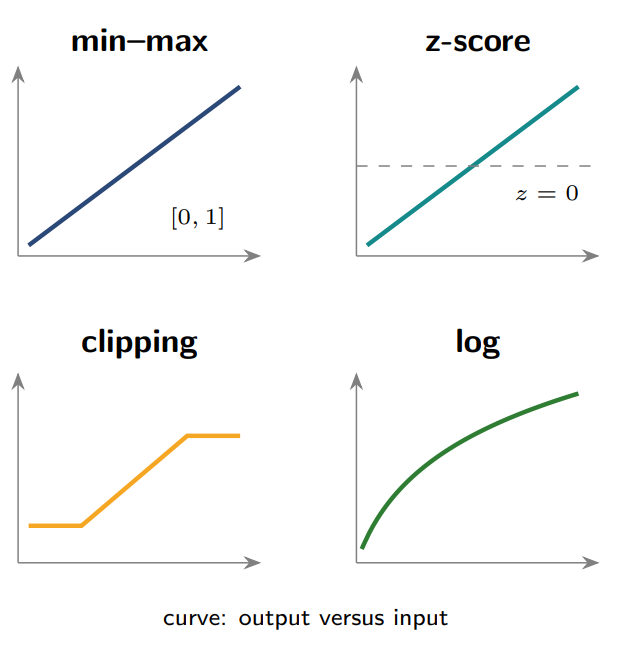 min–max
z-score
[0, 1]
z = 0
clipping
log
curve: output versus input